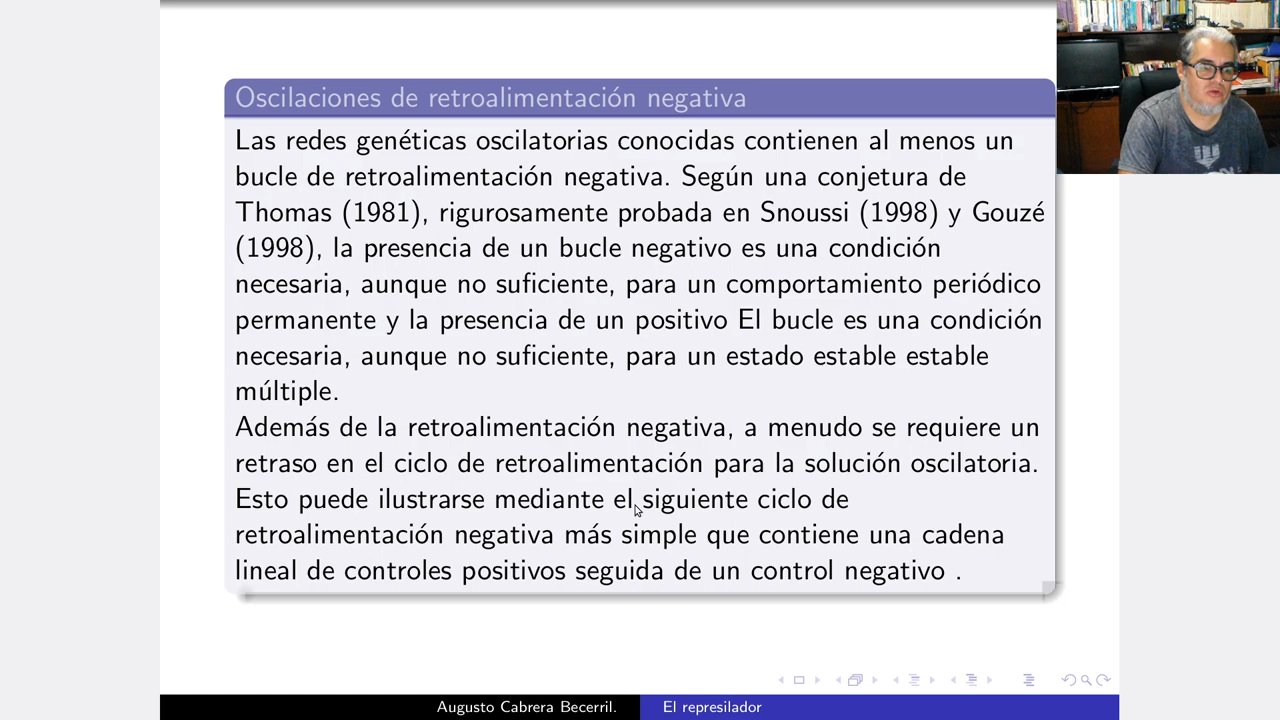 Oscilaciones de retroalimentación negativa
Las redes genéticas oscilatorias conocidas contienen al menos un
bucle de retroalimentación negativa. Según una conjetura de
Thomas (1981), rigurosamente probada en Snoussi (1998) y Gouzé
(1998), la presencia de un bucle negativo es una condición
necesaria, aunque no suficiente, para un comportamiento periódico
permanente y la presencia de un positivo El bucle es una condición
necesaria, aunque no suficiente, para un estado estable estable
múltiple.
Además de la retroalimentación negativa, a menudo se requiere un
retraso en el ciclo de retroalimentación para la solución oscilatoria.
Esto puede ilustrarse mediante el siguiente ciclo de
retroalimentación negativa más simple que contiene una cadena
lineal de controles positivos seguida de un control negativo .
Augusto Cabrera Becerril.
El represilador